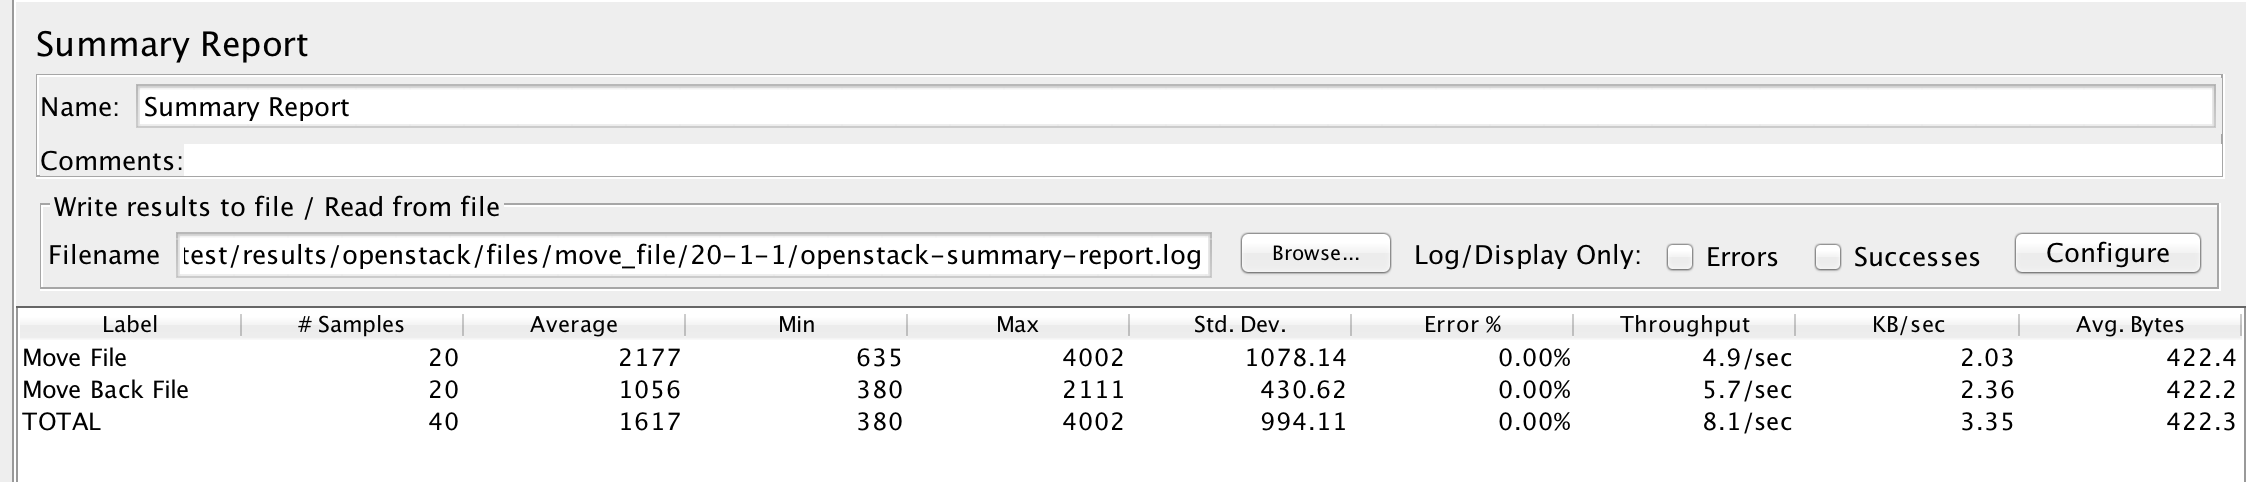 Summary Report
Name: Summary Report
Comments:
Write results to file / Read from file
Filename test/results/openstack/files/move_file/20-1-1/openstack-summary-report.log Browse... Log/Display Only: Errors Successes Configure
Label # Samples Average Min Max Std. Dev. Error % Throughput KB/sec Avg. Bytes
Move File 20 2177 635 4002 1078.14 0.00% 4.9/sec 2.03 422.4
Move Back File 20 1056 380 2111 430.62 0.00% 5.7/sec 2.36 422.2
TOTAL 40 1617 380 4002 994.11 0.00% 8.1/sec 3.35 422.3